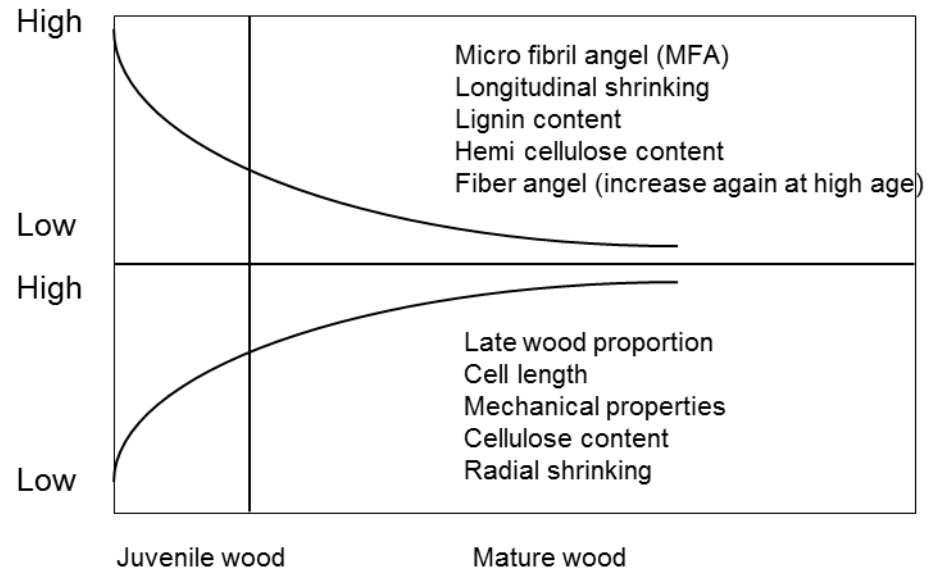 High
Micro fibril angel (MFA)
Longitudinal shrinking
Lignin content
Hemi cellulose content
Fiber angel (increase again at high age)
Low
High
Late wood proportion
Cell length
Mechanical properties
Cellulose content
Radial shrinking
Low
Juvenile wood
Mature wood